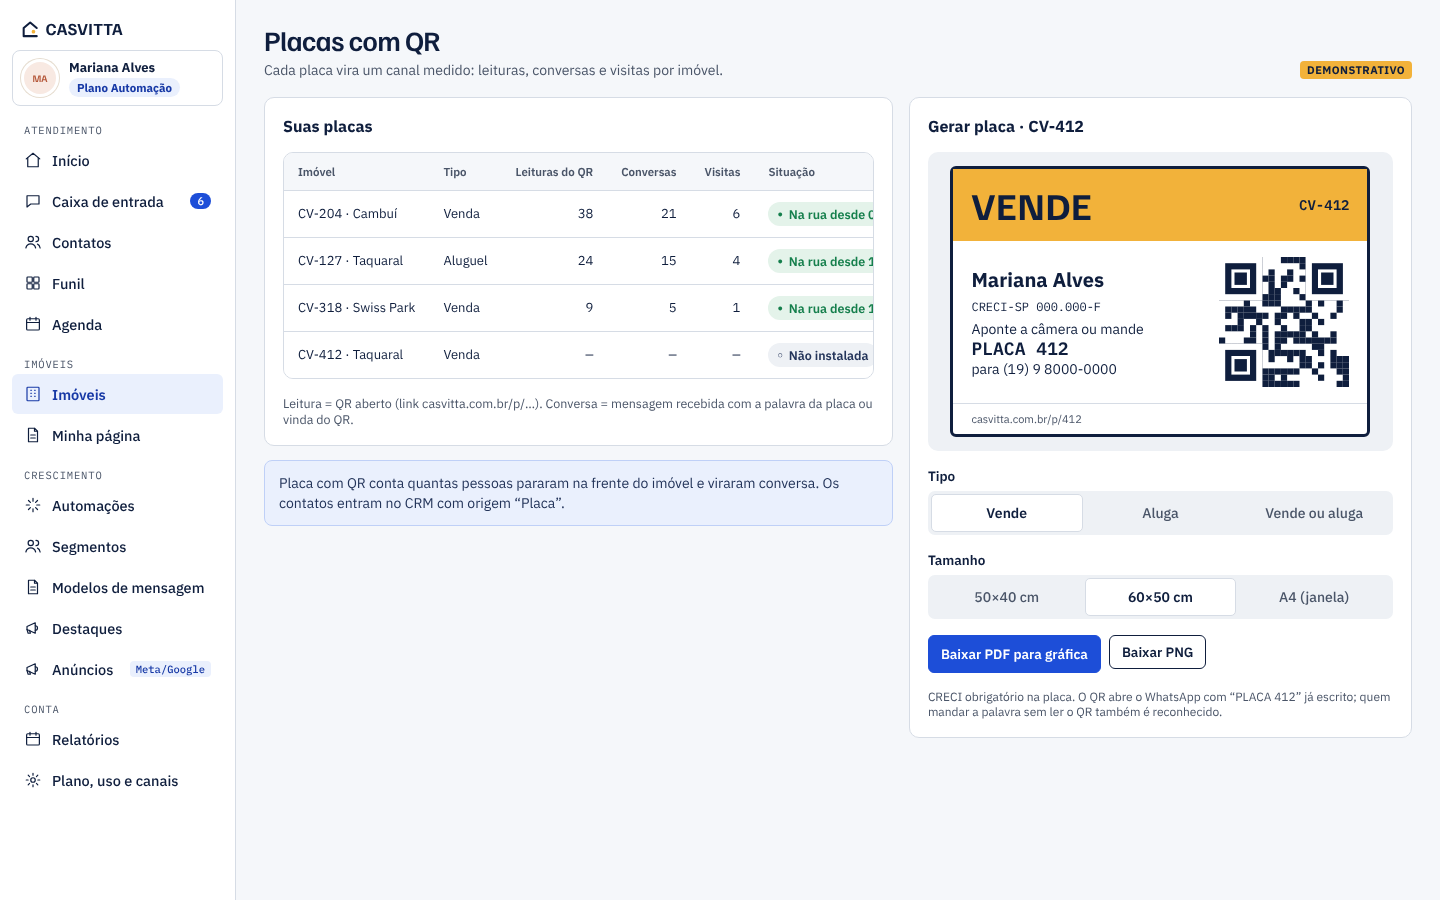 CASVITTA
MA
Mariana Alves
Plano Automação
ATENDIMENTO
Início
Caixa de entrada 6
Contatos
Funil
Agenda
IMÓVEIS
Imóveis
Minha página
CRESCIMENTO
Automações
Segmentos
Modelos de mensagem
Destaques
Anúncios Meta/Google
CONTA
Relatórios
Plano, uso e canais
Placas com QR
Cada placa vira um canal medido: leituras, conversas e visitas por imóvel.
DEMONSTRATIVO
Suas placas
Imóvel Tipo Leituras do QR Conversas Visitas Situação
CV-204 · Cambuí Venda 38 21 6 Na rua desde
CV-127 · Taquaral Aluguel 24 15 4 Na rua desde
CV-318 · Swiss Park Venda 9 5 1 Na rua desde
CV-412 · Taquaral Venda – – – Não instalada
Leitura = QR aberto (link casvitta.com.br/p/…). Conversa = mensagem recebida com a palavra da placa ou
vinda do QR.
Placa com QR conta quantas pessoas pararam na frente do imóvel e viraram conversa. Os
contatos entram no CRM com origem “Placa”.
Gerar placa · CV-412
VENDE CV-412
Mariana Alves
CRECI-SP 000.000-F
Aponte a câmera ou mande
PLACA 412
para (19) 9 8000-0000
casvitta.com.br/p/412
Tipo
Vende Aluga Vende ou aluga
Tamanho
50×40 cm 60×50 cm A4 (janela)
Baixar PDF para gráfica Baixar PNG
CRECI obrigatório na placa. O QR abre o WhatsApp com “PLACA 412” já escrito; quem
mandar a palavra sem ler o QR também é reconhecido.